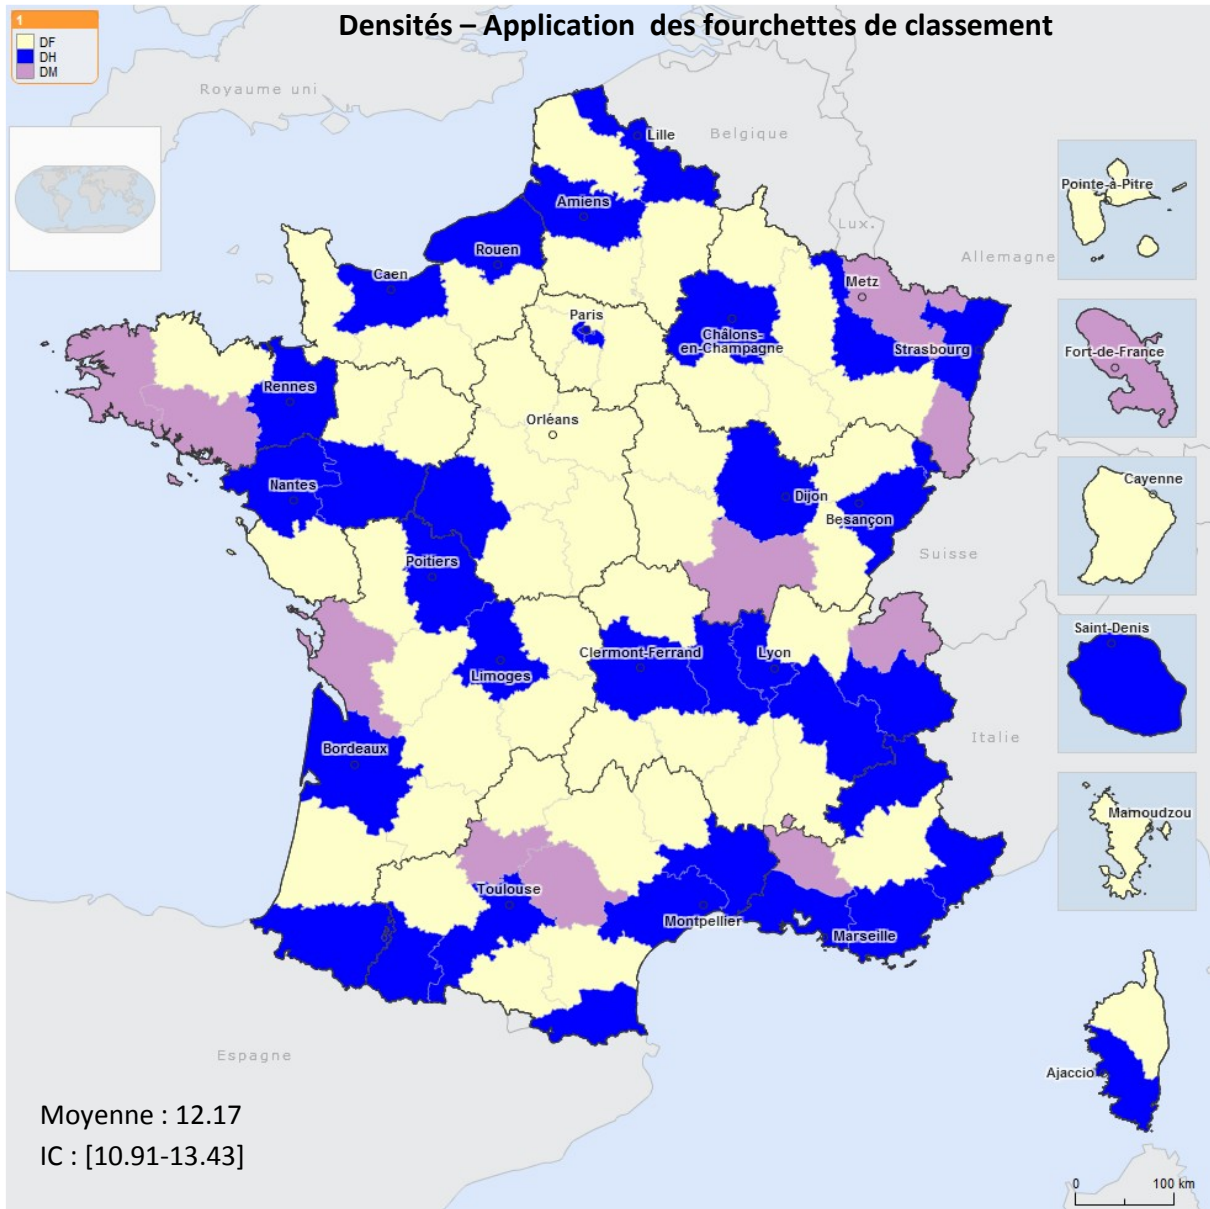 Densités – Application des fourchettes de classement
1
DF
DH
DM
Royaume uni
Belgique
Lille
Amiens
Pointe-à-Pitre
Lux.
Rouen
Allemagne
Caen
Metz
Paris
Châlons-
en-Champagne
Strasbourg
Fort-de-France
Rennes
Orléans
Nantes
Dijon
Cayenne
Besançon
Suisse
Poitiers
Saint-Denis
Clermont-Ferrand
Lyon
Limoges
Italie
Bordeaux
Mamoudzou
Toulouse
Montpellier
Marseille
Espagne
Ajaccio
Moyenne : 12.17
IC : [10.91-13.43]
0 100 km